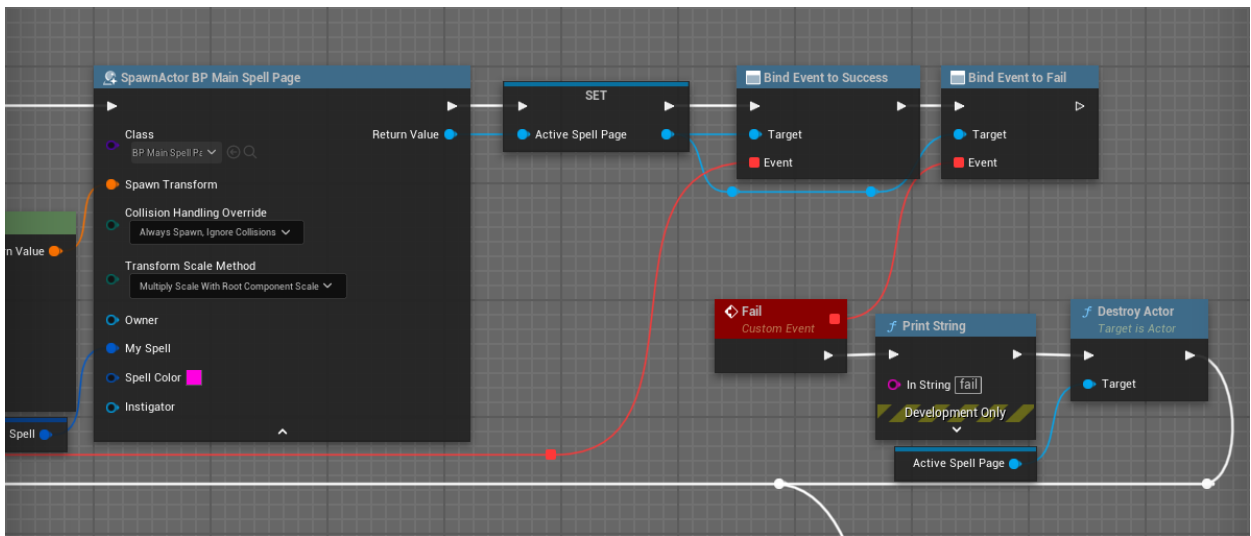 SpawnActor BP Main Spell Page
Class
BP Main Spell Pa
Return Value
Spawn Transform
Collision Handling Override
Always Spawn, Ignore Collisions
Transform Scale Method
Multiply Scale With Root Component Scale
Owner
My Spell
Spell Color
Instigator
n Value
Spell
SET
Active Spell Page
Bind Event to Success
Target
Event
Bind Event to Fail
Target
Event
Fail
Custom Event
Print String
In String fail
Development Only
Active Spell Page
Destroy Actor
Target is Actor
Target